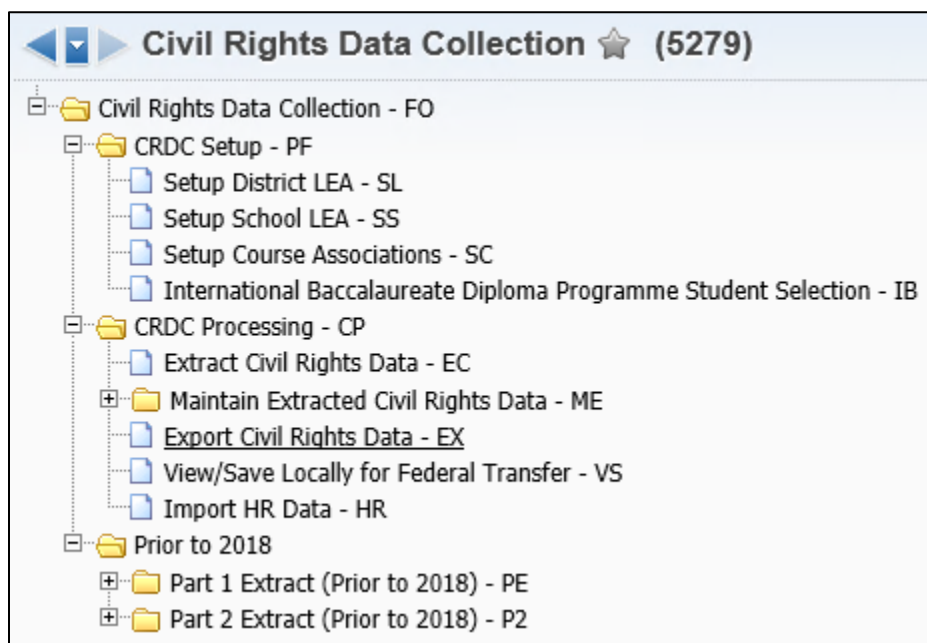 Civil Rights Data Collection (5279)
Civil Rights Data Collection - FO
CRDC Setup - PF
Setup District LEA - SL
Setup School LEA - SS
Setup Course Associations - SC
International Baccalaureate Diploma Programme Student Selection - IB
CRDC Processing - CP
Extract Civil Rights Data - EC
Maintain Extracted Civil Rights Data - ME
Export Civil Rights Data - EX
View/Save Locally for Federal Transfer - VS
Import HR Data - HR
Prior to 2018
Part 1 Extract (Prior to 2018) - PE
Part 2 Extract (Prior to 2018) - P2